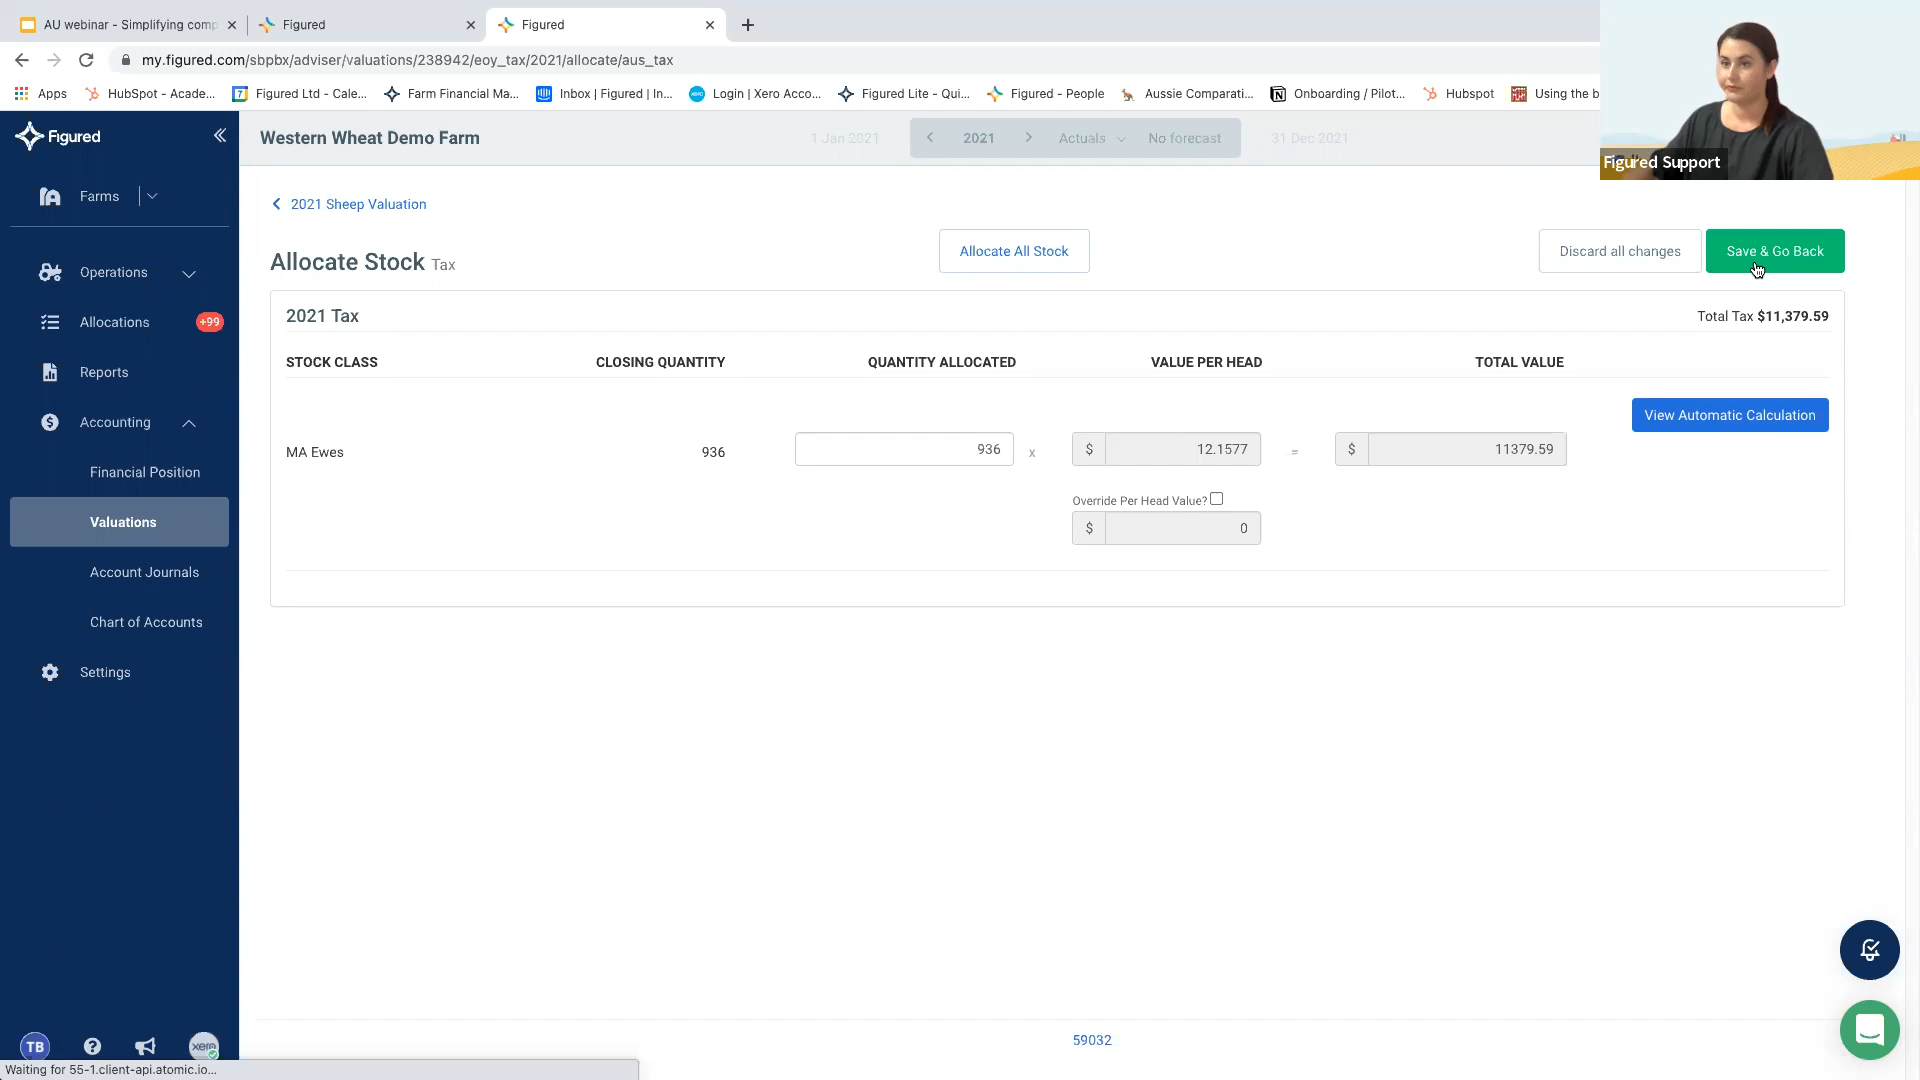 AU webinar - Simplifying comp
Figured
Figured
my.figured.com/sbpbx/adviser/valuations/238942/eoy_tax/2021/allocate/aus_tax
Apps
HubSpot - Acade...
Figured Ltd - Cale...
Farm Financial Ma...
Inbox | Figured | In...
Login | Xero Acco...
Figured Lite - Qui...
Figured - People
Aussie Comparati...
Onboarding / Pilot...
Hubspot
Using the b
Figured Support
Figured
Western Wheat Demo Farm
1 Jan 2021
2021
Actuals
No forecast
31 Dec 2021
Farms
Operations
Allocations
+99
Reports
Accounting
Financial Position
Valuations
Account Journals
Chart of Accounts
Settings
2021 Sheep Valuation
Allocate Stock Tax
Allocate All Stock
Discard all changes
Save & Go Back
2021 Tax
Total Tax $11,379.59
STOCK CLASS
CLOSING QUANTITY
QUANTITY ALLOCATED
VALUE PER HEAD
TOTAL VALUE
View Automatic Calculation
MA Ewes
936
936
x
$ 12.1577
=
$ 11379.59
Override Per Head Value?
$ 0
59032
TB
xero
Waiting for 55-1.client-api.atomic.io...